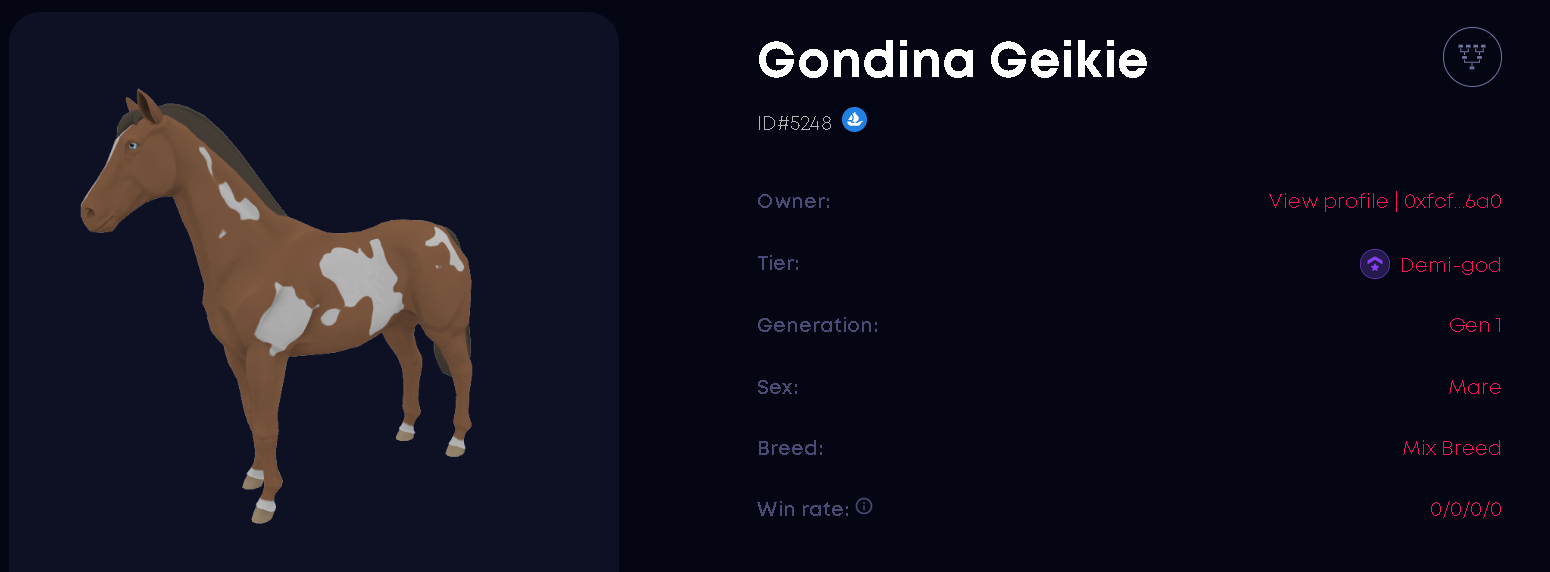 Gondina Geikie
ID#5248
Owner: View profile | 0xfcf...6a0
Tier: Demi-god
Generation: Gen 1
Sex: Mare
Breed: Mix Breed
Win rate: 0/0/0/0